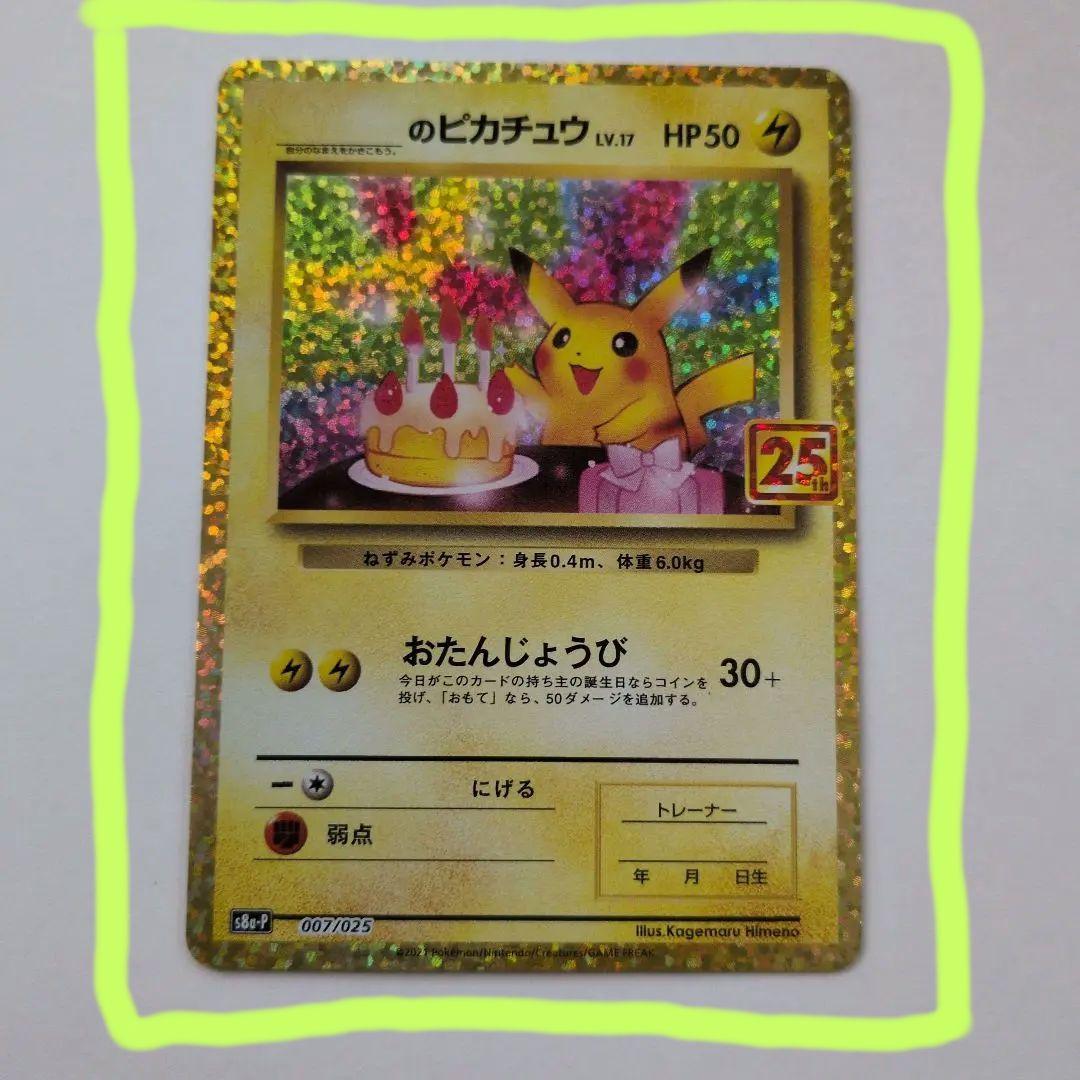 のピカチュウ LV.17 HP50
自分のなまえをかきこもう。
25th
ねずみポケモン：身長0.4m、体重6.0kg
おたんじょうび
今日がこのカードの持ち主の誕生日ならコインを
投げ、「おもて」なら、50ダメージを追加する。
30+
にげる
弱点
トレーナー
年 月 日生
s8a-P 007/025
Illus.Kagemaru Himeno
©2021 Pokémon/Nintendo/Creatures/GAME FREAK.